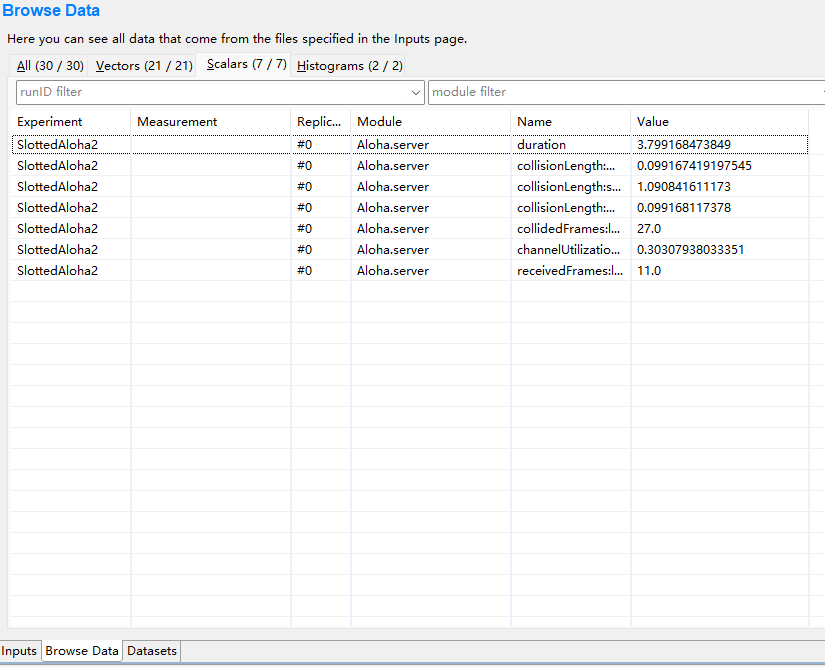 Browse Data
Here you can see all data that come from the files specified in the Inputs page.
All (30 / 30) Vectors (21 / 21) Scalars (7 / 7) Histograms (2 / 2)
runID filter module filter
Experiment Measurement Replic... Module Name Value
SlottedAloha2 #0 Aloha.server duration 3.799168473849
SlottedAloha2 #0 Aloha.server collisionLength:... 0.099167419197545
SlottedAloha2 #0 Aloha.server collisionLength:s... 1.090841611173
SlottedAloha2 #0 Aloha.server collisionLength:... 0.099168117378
SlottedAloha2 #0 Aloha.server collidedFrames:l... 27.0
SlottedAloha2 #0 Aloha.server channelUtilizatio... 0.30307938033351
SlottedAloha2 #0 Aloha.server receivedFrames:l... 11.0
Inputs Browse Data Datasets